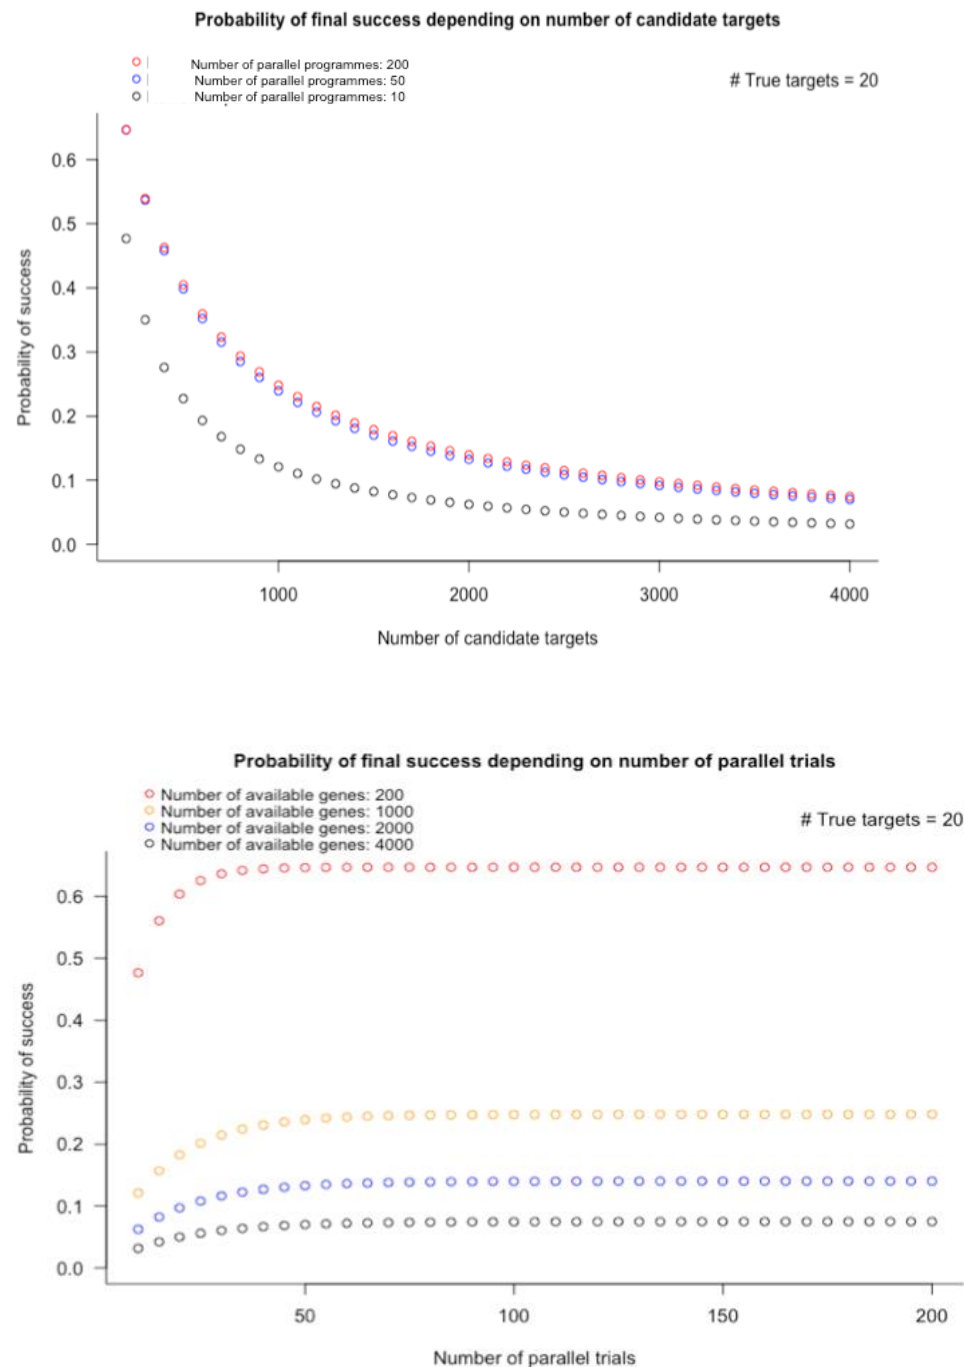 Probability of final success depending on number of candidate targets
Number of parallel programmes: 200
Number of parallel programmes: 50
Number of parallel programmes: 10
# True targets = 20
0.6
0.5
0.4
0.3
0.2
0.1
0.0
Probability of success
1000 2000 3000 4000
Number of candidate targets
Probability of final success depending on number of parallel trials
Number of available genes: 200
Number of available genes: 1000
Number of available genes: 2000
Number of available genes: 4000
# True targets = 20
0.6
0.5
0.4
0.3
0.2
0.1
0.0
Probability of success
50 100 150 200
Number of parallel trials